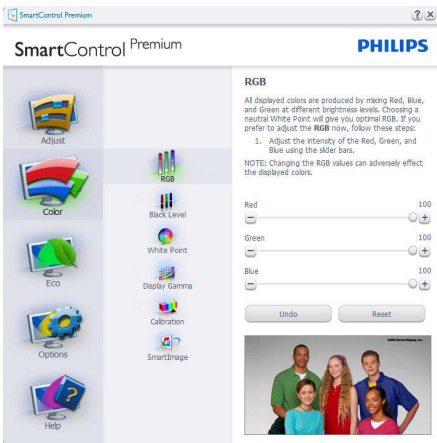 SmartControl Premium
SmartControl Premium
PHILIPS
Adjust
Color
Eco
Options
Help
RGB
Black Level
White Point
Display Gamma
Calibration
SmartImage
RGB
All displayed colors are produced by mixing Red, Blue,
and Green at different brightness levels. Choosing a
neutral White Point will give you optimal RGB. If you
prefer to adjust the RGB now, follow these steps:
1. Adjust the intensity of the Red, Green, and
Blue using the slider bars.
NOTE: Changing the RGB values can adversely effect
the displayed colors.
Red 100
Green 100
Blue 100
Undo Reset